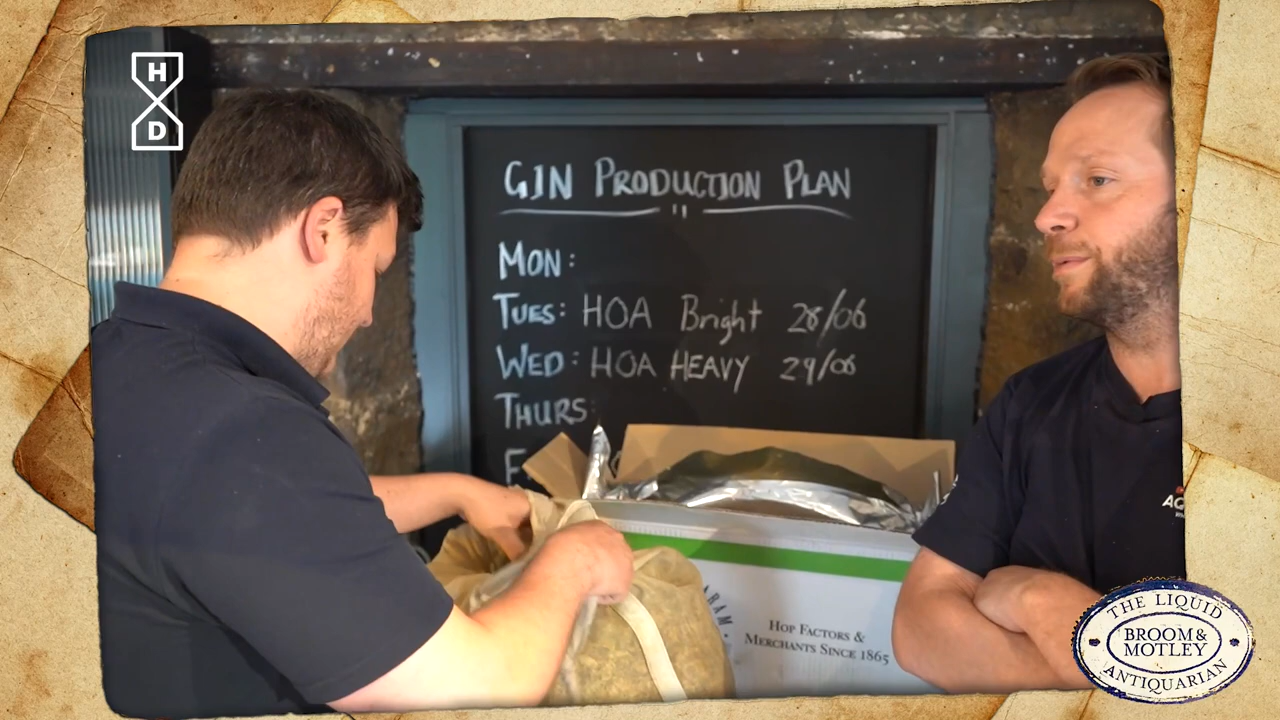 H
D
GIN PRODUCTION PLAN
MON:
TUES: HOA Bright 28/06
WED: HOA HEAVY 29/06
THURS:
HOP FACTORS &
MERCHANTS SINCE 1865
THE LIQUID
BROOM&
MOTLEY
ANTIQUARIAN